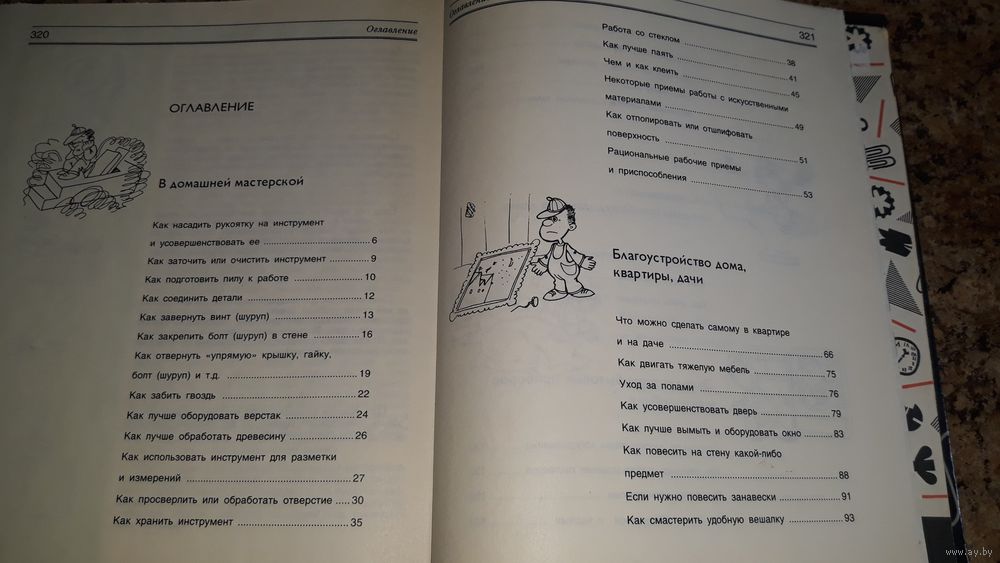 320
Оглавление
ОГЛАВЛЕНИЕ
В домашней мастерской
Как насадить рукоятку на инструмент
и усовершенствовать ее ........................ 6
Как заточить или очистить инструмент ........ 9
Как подготовить пилу к работе ................ 10
Как соединить детали ........................ 12
Как завернуть винт (шуруп) .................. 13
Как закрепить болт (шуруп) в стене .......... 16
Как отвернуть «упрямую» крышку, гайку,
болт (шуруп) и т.д. ......................... 19
Как забить гвоздь ........................... 22
Как лучше оборудовать верстак ............... 24
Как лучше обработать древесину .............. 26
Как использовать инструмент для разметки
и измерений ................................. 27
Как просверлить или обработать отверстие ..... 30
Как хранить инструмент ...................... 35
Оглавление
321
Работа со стеклом ........................... 38
Как лучше паять ............................. 41
Чем и как клеить ............................ 45
Некоторые приемы работы с искусственными
материалами ................................. 49
Как отполировать или отшлифовать
поверхность ................................. 51
Рациональные рабочие приемы
и приспособления ............................ 53
Благоустройство дома,
квартиры, дачи
Что можно сделать самому в квартире
и на даче ................................... 66
Как двигать тяжелую мебель .................. 75
Уход за полами .............................. 76
Как усовершенствовать дверь ................. 79
Как лучше вымыть и оборудовать окно .......... 83
Как повесить на стену какой-либо
предмет ..................................... 88
Если нужно повесить занавески ............... 91
Как смастерить удобную вешалку .............. 93
www.ay.by